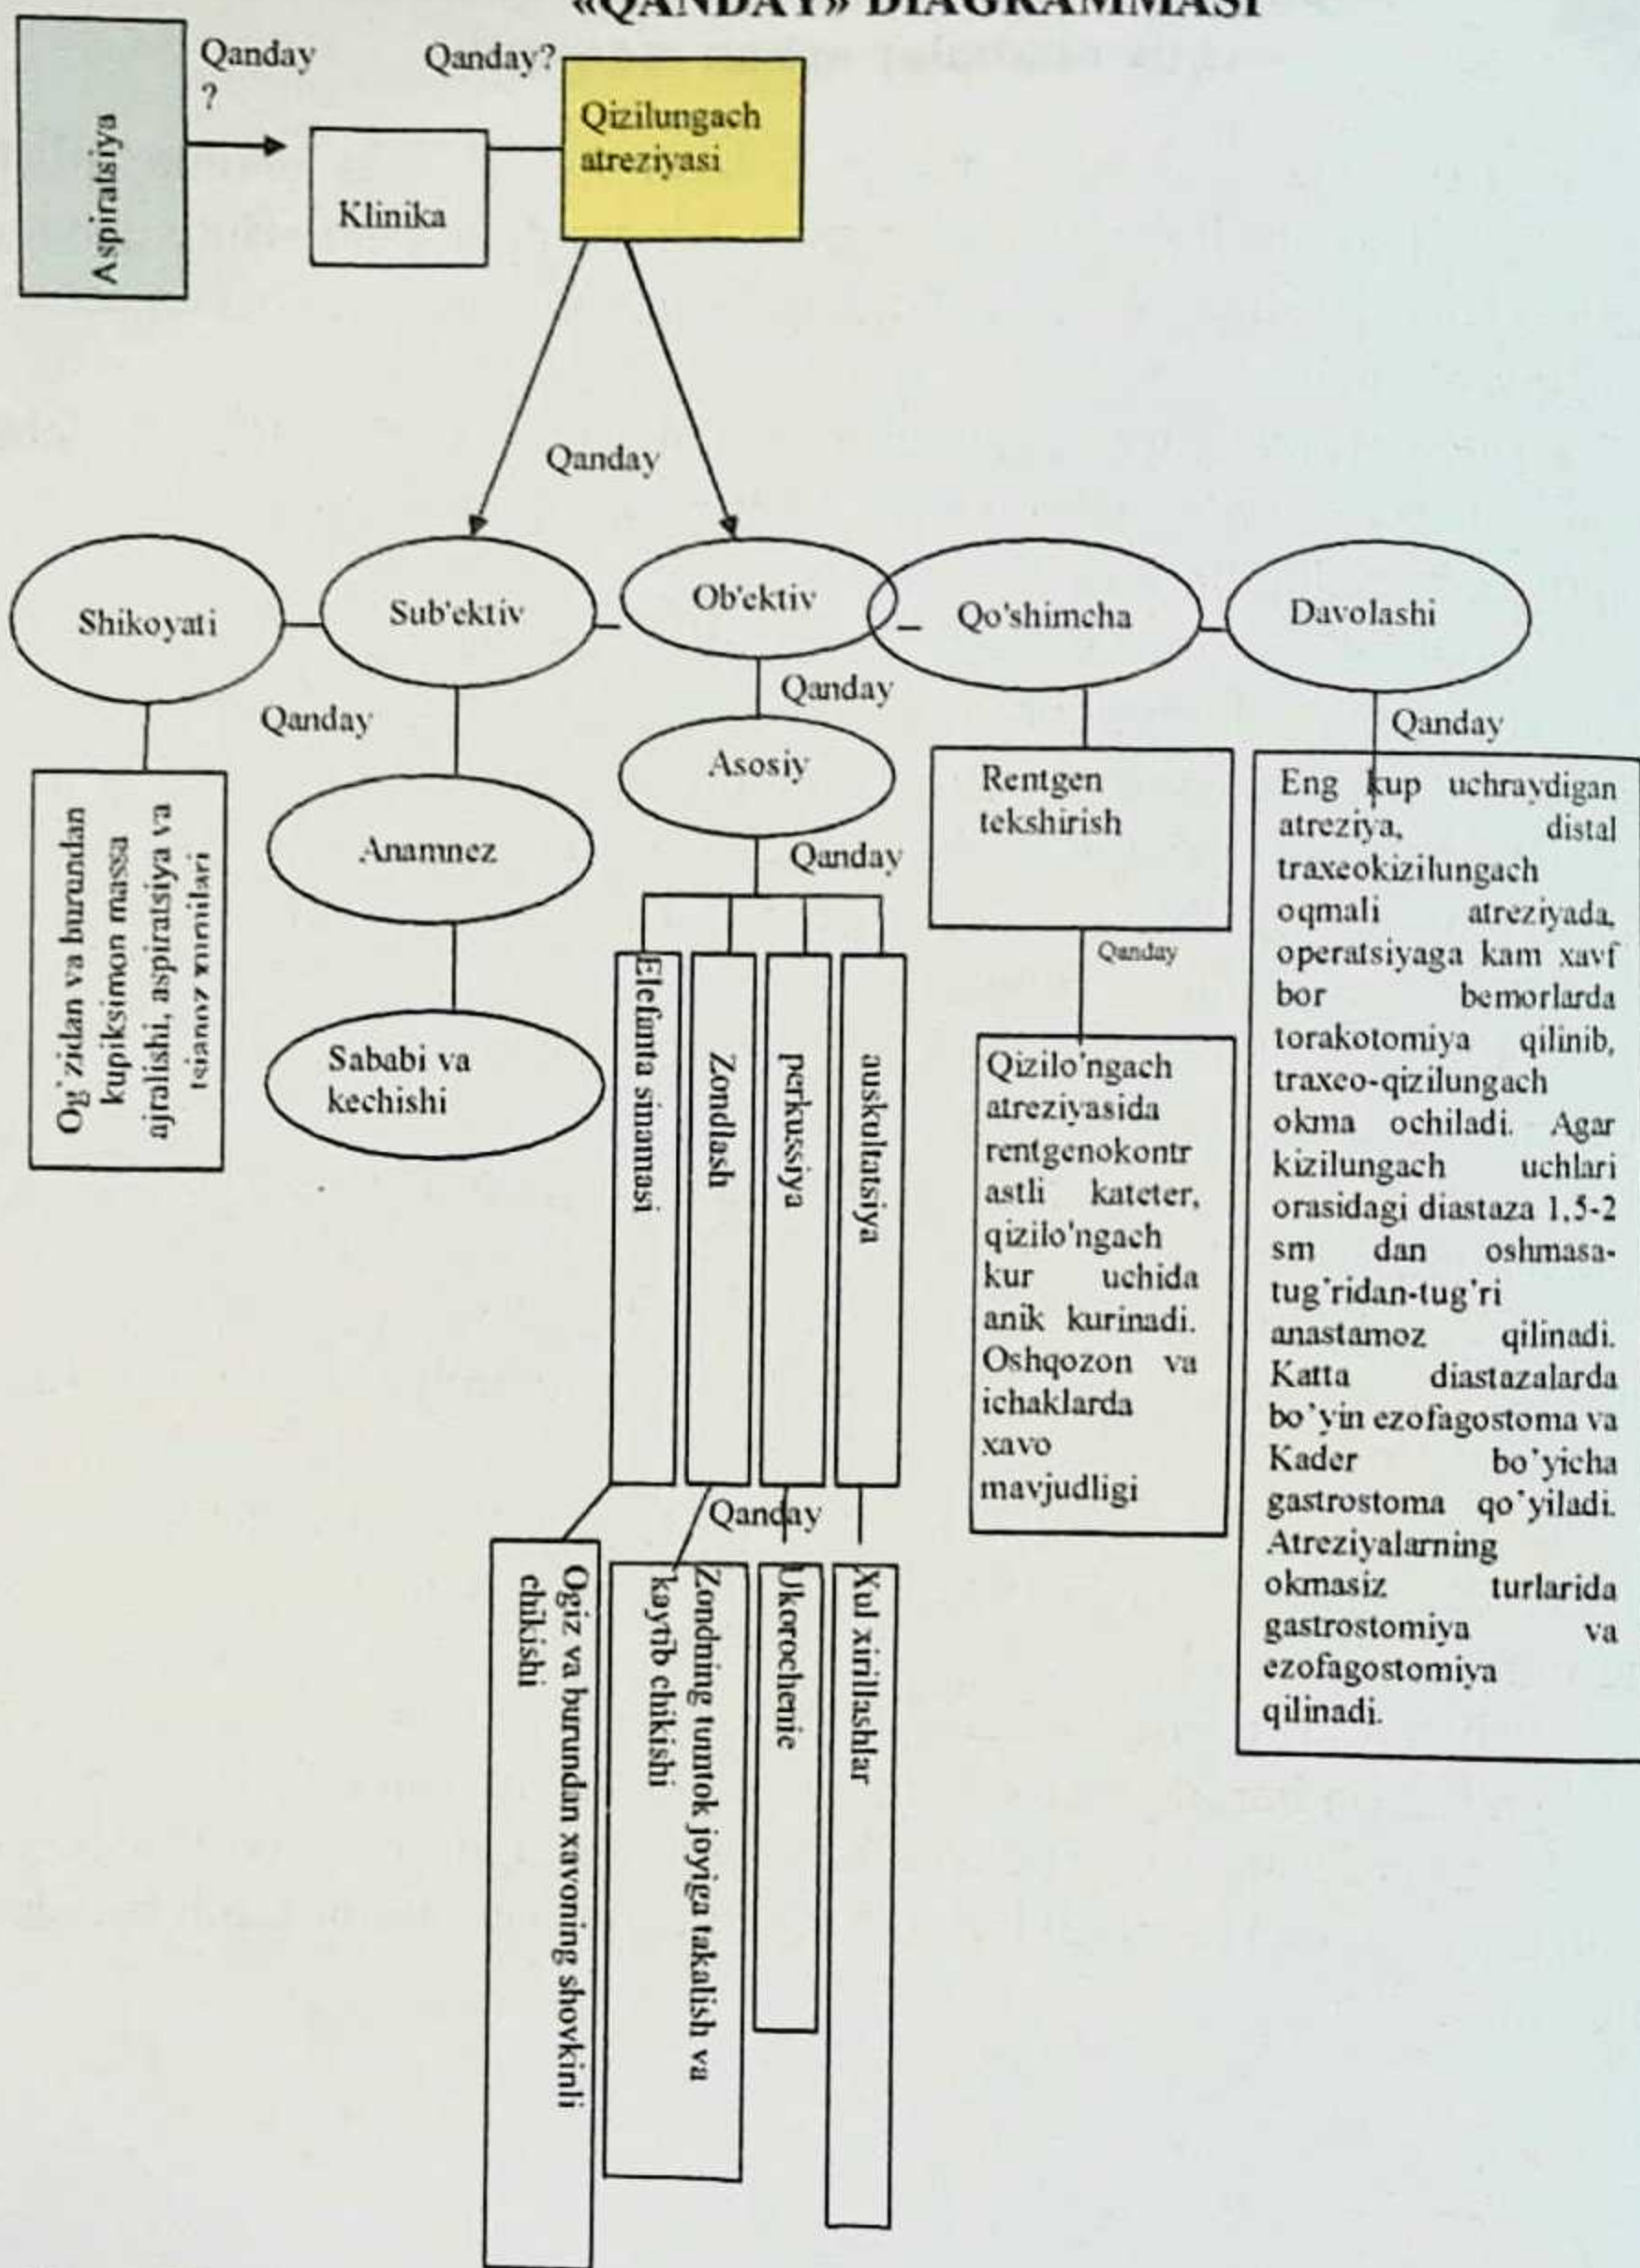 «QANDAY» DIAGRAMMASI
Aspiratsiya
Qanday
?
Klinika
Qanday?
Qizilungach
atreziyasi
Qanday
Shikoyati
Sub'ektiv
Ob'ektiv
Qo'shimcha
Davolashi
Qanday
Qanday
Qanday
Og`zidan va burundan
kupiksimon massa
ajralishi, aspiratsiya va
Anamnez
Sababi va
kechishi
Asosiy
Qanday
Elefanta sinamasi
Zondlash
perkussiya
auskultatsiya
Qanday
Ogiz va burundan xavoning shovkinli
chikishi
Zondning tumtok joyiga takalish va
kaytib chikishi
Ukorochenie
Xul xirillashlar
Rentgen
tekshirish
Qanday
Qizilo'ngach
atreziyasida
rentgenokontr
astli kateter,
qizilo'ngach
kur uchida
anik kurinadi.
Oshqozon va
ichaklarda
xavo
mavjudligi
Eng kup uchraydigan
atreziya, distal
traxeokizilungach
oqmali atreziyada,
operatsiyaga kam xavf
bor bemorlarda
torakotomiya qilinib,
traxeo-qizilungach
okma ochiladi. Agar
kizilungach uchlari
orasidagi diastaza 1,5-2
sm dan oshmasa-
tug'ridan-tug'ri
anastamoz qilinadi.
Katta diastazalarda
bo'yin ezofagostoma va
Kader bo'yicha
gastrostoma qo'yiladi.
Atreziyalarning
okmasiz turlarida
gastrostomiya va
ezofagostomiya
qilinadi.